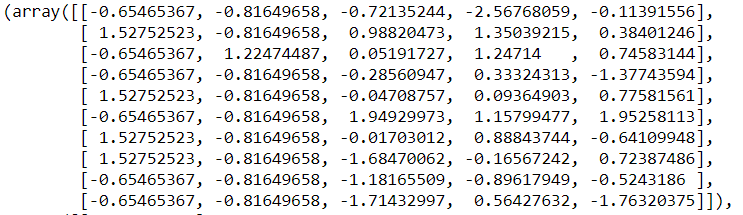 (array([[-0.65465367, -0.81649658, -0.72135244, -2.56768059, -0.11391556],
[ 1.52752523, -0.81649658, 0.98820473, 1.35039215, 0.38401246],
[-0.65465367, 1.22474487, 0.05191727, 1.24714 , 0.74583144],
[-0.65465367, -0.81649658, -0.28560947, 0.33324313, -1.37743594],
[ 1.52752523, -0.81649658, -0.04708757, 0.09364903, 0.77581561],
[-0.65465367, -0.81649658, 1.94929973, 1.15799477, 1.95258113],
[ 1.52752523, -0.81649658, -0.01703012, 0.88843744, -0.64109948],
[ 1.52752523, -0.81649658, -1.68470062, -0.16567242, 0.72387486],
[-0.65465367, -0.81649658, -1.18165509, -0.89617949, -0.5243186 ],
[-0.65465367, -0.81649658, -1.71432997, 0.56427632, -1.76320375]]),